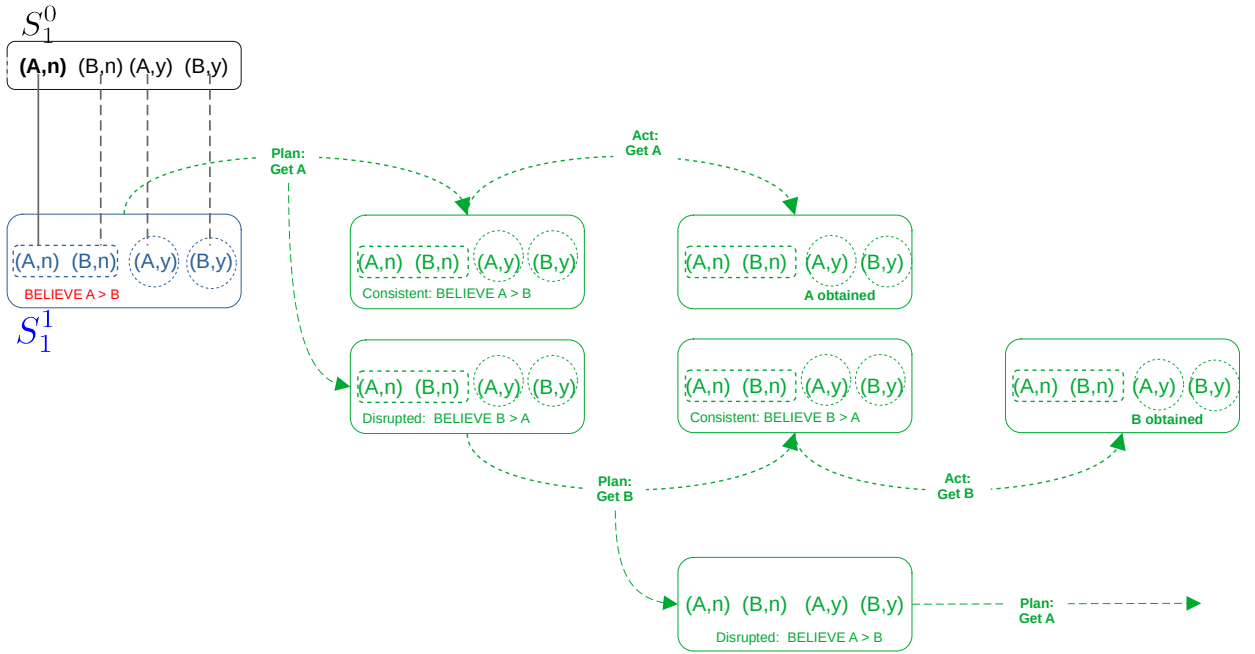 S_1^0
(A,n) (B,n) (A,y) (B,y)
Plan:
Get A
Act:
Get A
(A,n) (B,n) (A,y) (B,y)
BELIEVE A > B
S_1^1
(A,n) (B,n) (A,y) (B,y)
Consistent: BELIEVE A > B
(A,n) (B,n) (A,y) (B,y)
A obtained
(A,n) (B,n) (A,y) (B,y)
Disrupted: BELIEVE B > A
(A,n) (B,n) (A,y) (B,y)
Consistent: BELIEVE B > A
(A,n) (B,n) (A,y) (B,y)
B obtained
Plan:
Get B
Act:
Get B
(A,n) (B,n) (A,y) (B,y)
Disrupted: BELIEVE A > B
Plan:
Get A